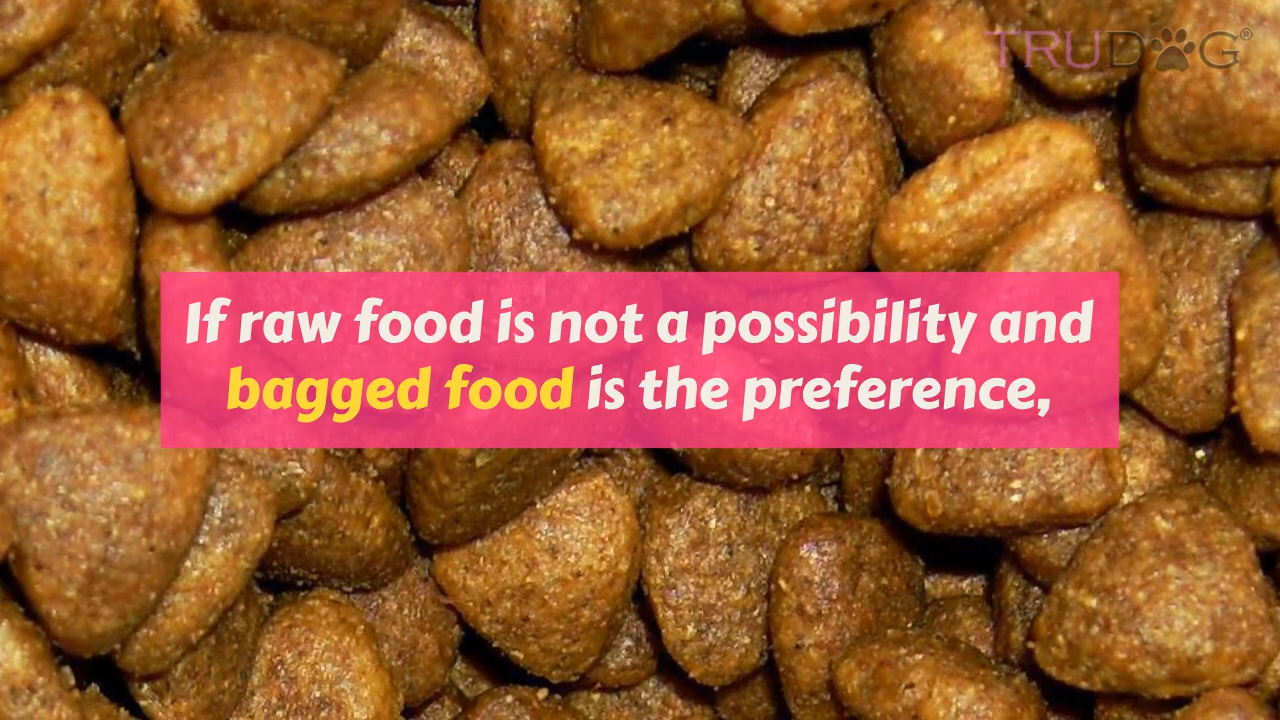 TRUDOG®
If raw food is not a possibility and
bagged food is the preference,